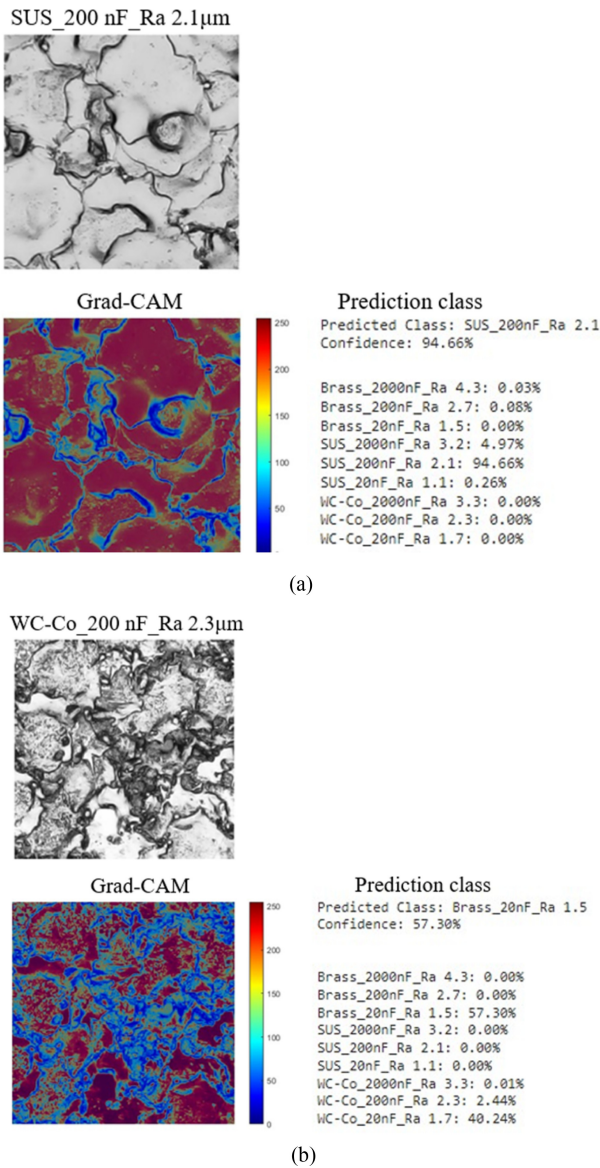 SUS_200 nF_Ra 2.1μm
Grad-CAM
Prediction class
250
200
150
100
50
Predicted Class: SUS_200nF_Ra 2.1
Confidence: 94.66%
Brass_2000nF_Ra 4.3: 0.03%
Brass_200nF_Ra 2.7: 0.08%
Brass_20nF_Ra 1.5: 0.00%
SUS_2000nF_Ra 3.2: 4.97%
SUS_200nF_Ra 2.1: 94.66%
SUS_20nF_Ra 1.1: 0.26%
WC-Co_2000nF_Ra 3.3: 0.00%
WC-Co_200nF_Ra 2.3: 0.00%
WC-Co_20nF_Ra 1.7: 0.00%
(a)
WC-Co_200 nF_Ra 2.3μm
Grad-CAM
Prediction class
250
200
150
100
50
0
Predicted Class: Brass_20nF_Ra 1.5
Confidence: 57.30%
Brass_2000nF_Ra 4.3: 0.00%
Brass_200nF_Ra 2.7: 0.00%
Brass_20nF_Ra 1.5: 57.30%
SUS_2000nF_Ra 3.2: 0.00%
SUS_200nF_Ra 2.1: 0.00%
SUS_20nF_Ra 1.1: 0.00%
WC-Co_2000nF_Ra 3.3: 0.01%
WC-Co_200nF_Ra 2.3: 2.44%
WC-Co_20nF_Ra 1.7: 40.24%
(b)